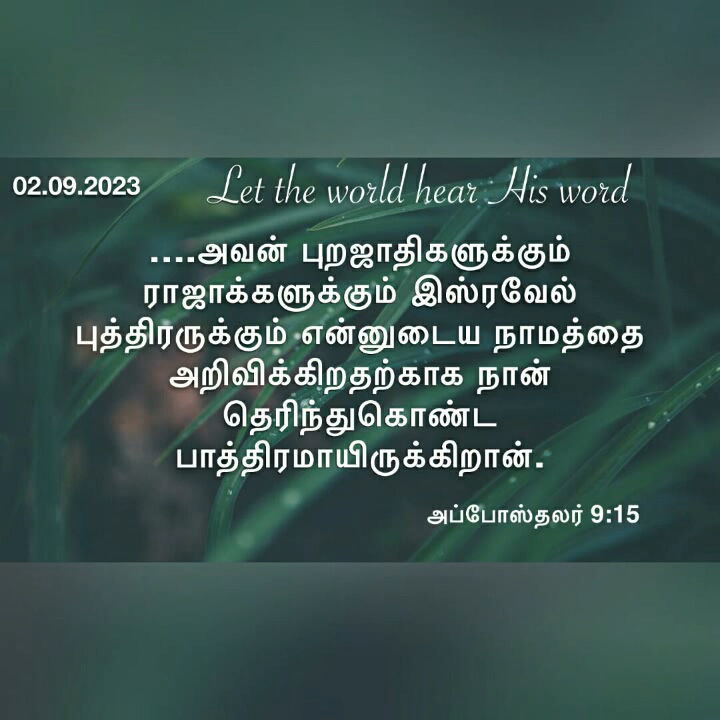 02.09.2023
Let the world hear His word
....அவன் புறஜாதிகளுக்கும்
ராஜாக்களுக்கும் இஸ்ரவேல்
புத்திரருக்கும் என்னுடைய நாமத்தை
அறிவிக்கிறதற்காக நான்
தெரிந்துகொண்ட
பாத்திரமாயிருக்கிறான்.
அப்போஸ்தலர் 9:15